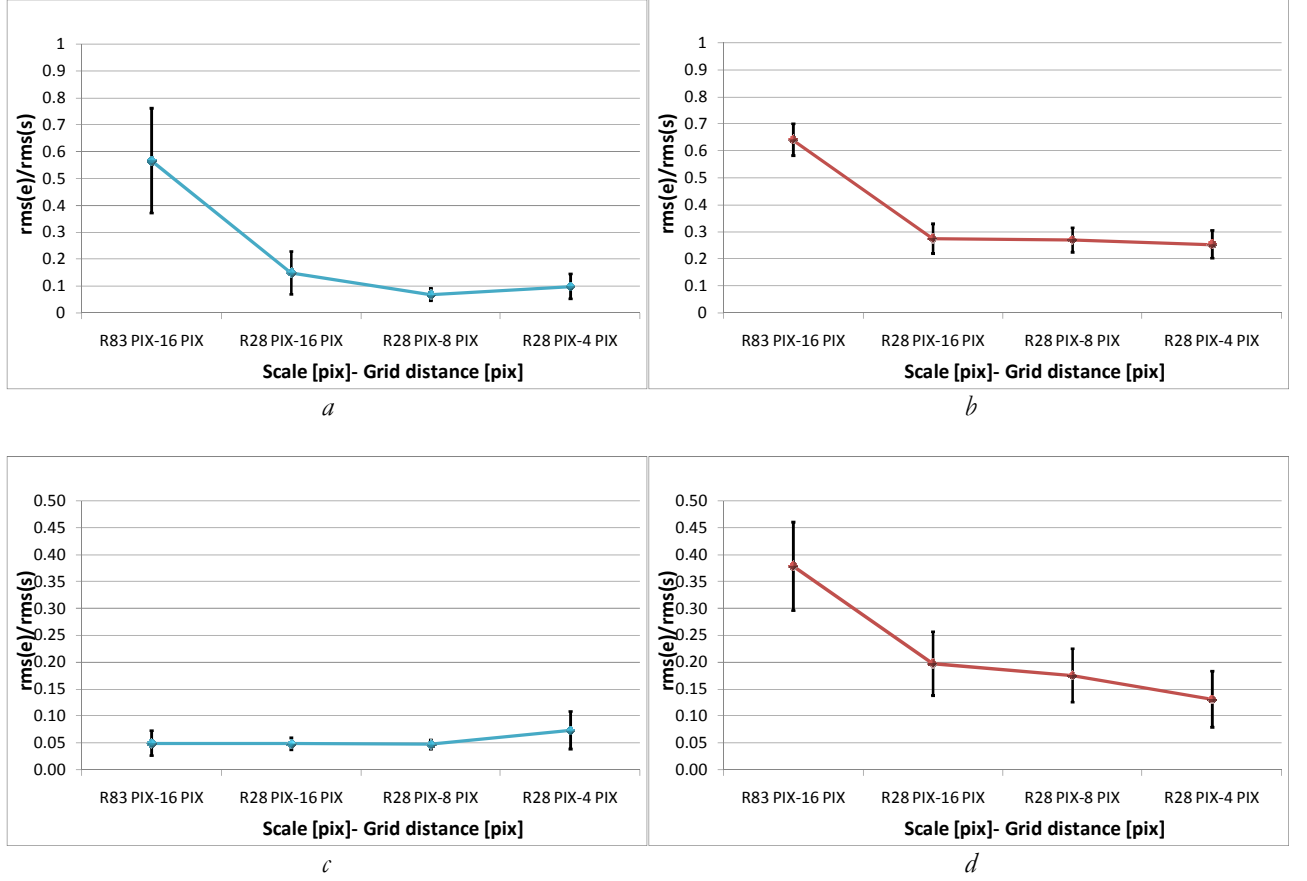 1
0.9
0.8
0.7
0.6
0.5
0.4
0.3
0.2
0.1
0
rms(e)/rms(s)
R83 PIX-16 PIX R28 PIX-16 PIX R28 PIX-8 PIX R28 PIX-4 PIX
Scale [pix]- Grid distance [pix]
a
1
0.9
0.8
0.7
0.6
0.5
0.4
0.3
0.2
0.1
0
rms(e)/rms(s)
R83 PIX-16 PIX R28 PIX-16 PIX R28 PIX-8 PIX R28 PIX-4 PIX
Scale [pix]- Grid distance [pix]
b
0.50
0.45
0.40
0.35
0.30
0.25
0.20
0.15
0.10
0.05
0.00
rms(e)/rms(s)
R83 PIX-16 PIX R28 PIX-16 PIX R28 PIX-8 PIX R28 PIX-4 PIX
Scale [pix]- Grid distance [pix]
c
0.50
0.45
0.40
0.35
0.30
0.25
0.20
0.15
0.10
0.05
0.00
rms(e)/rms(s)
R83 PIX-16 PIX R28 PIX-16 PIX R28 PIX-8 PIX R28 PIX-4 PIX
Scale [pix]- Grid distance [pix]
d